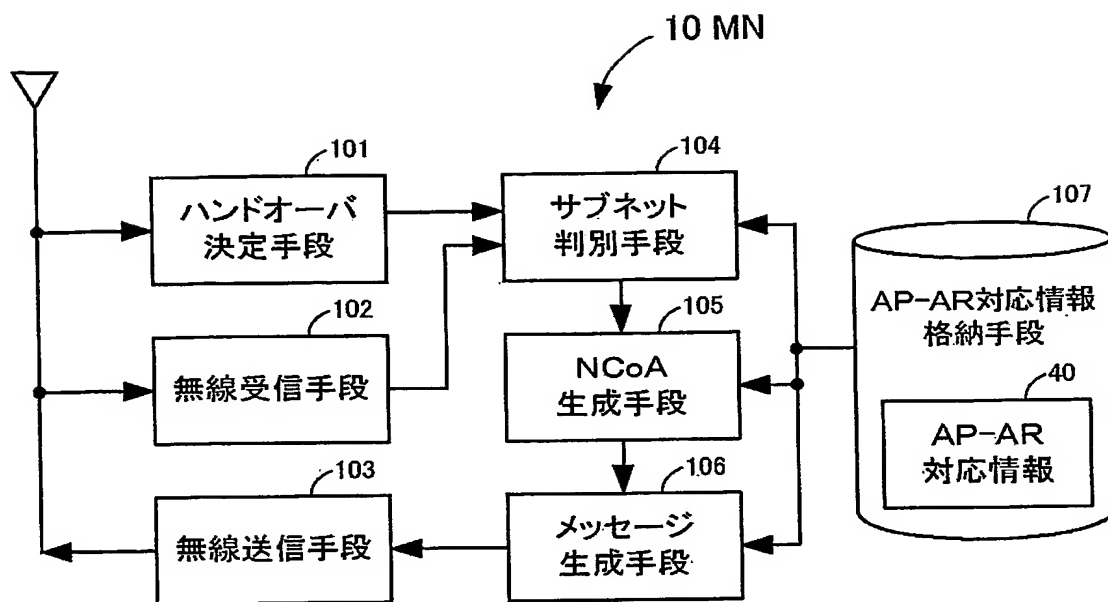 10 MN
101
ハンドオーバ
決定手段
104
サブネット
判別手段
107
AP-AR対応情報
格納手段
102
無線受信手段
105
NCoA
生成手段
40
AP-AR
対応情報
103
無線送信手段
106
メッセージ
生成手段